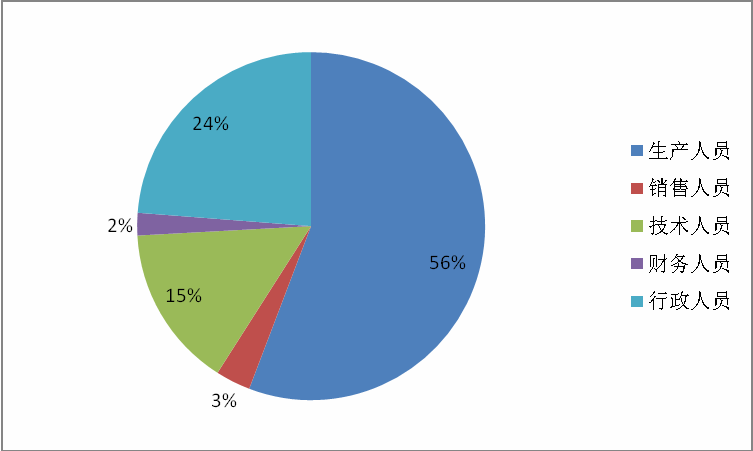 24%
2%
15%
3%
56%
生产人员
销售人员
技术人员
财务人员
行政人员